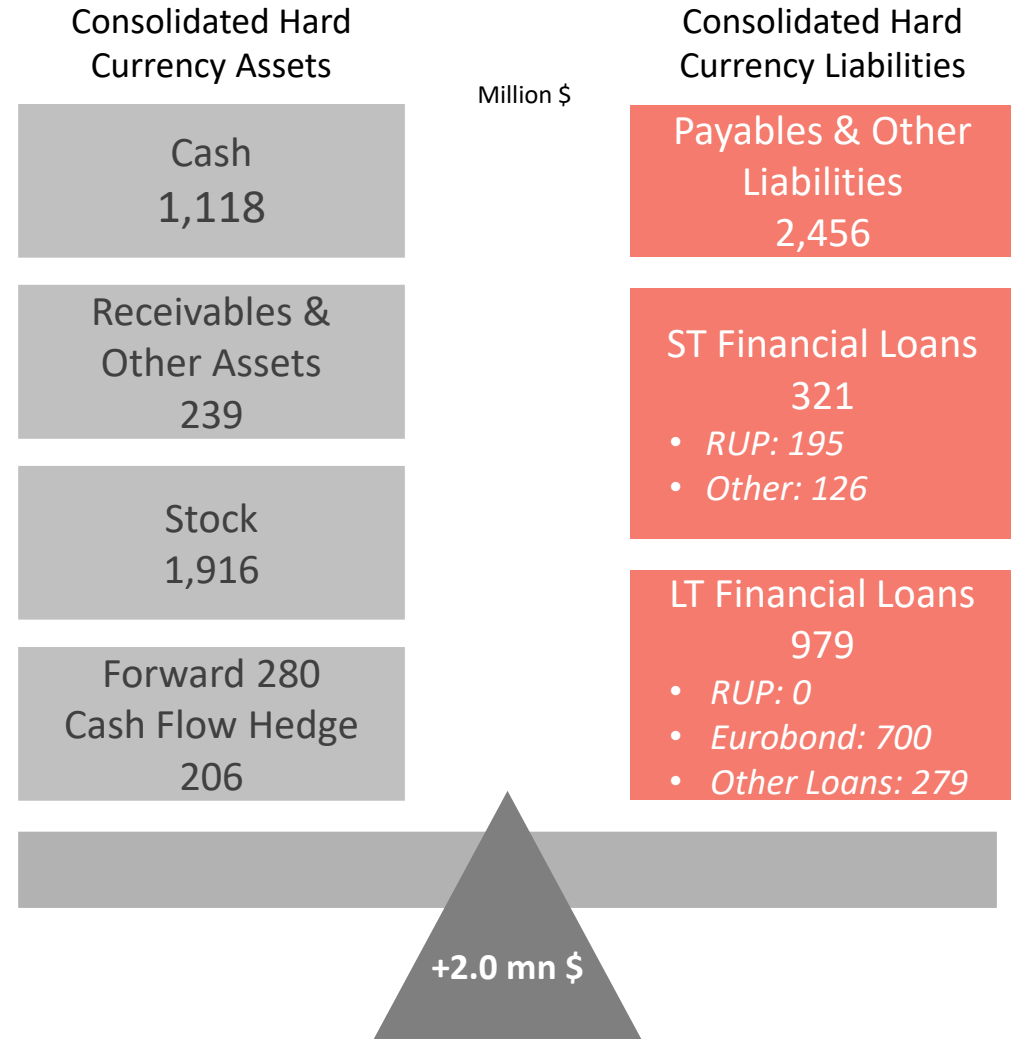 Consolidated Hard
Currency Assets
Cash
1,118
Receivables &
Other Assets
239
Stock
1,916
Forward 280
Cash Flow Hedge
206
Million $
Consolidated Hard
Currency Liabilities
Payables & Other
Liabilities
2,456
ST Financial Loans
321
• RUP: 195
• Other: 126
LT Financial Loans
979
• RUP: 0
• Eurobond: 700
• Other Loans: 279
+2.0 mn $